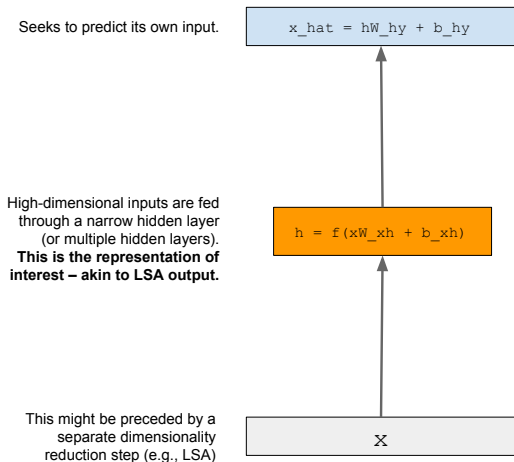 Seeks to predict its own input.
x_hat = hW_hy + b_hy
High-dimensional inputs are fed
through a narrow hidden layer
(or multiple hidden layers).
This is the representation of
interest – akin to LSA output.
h = f(xW_xh + b_xh)
This might be preceded by a
separate dimensionality
reduction step (e.g., LSA)
x